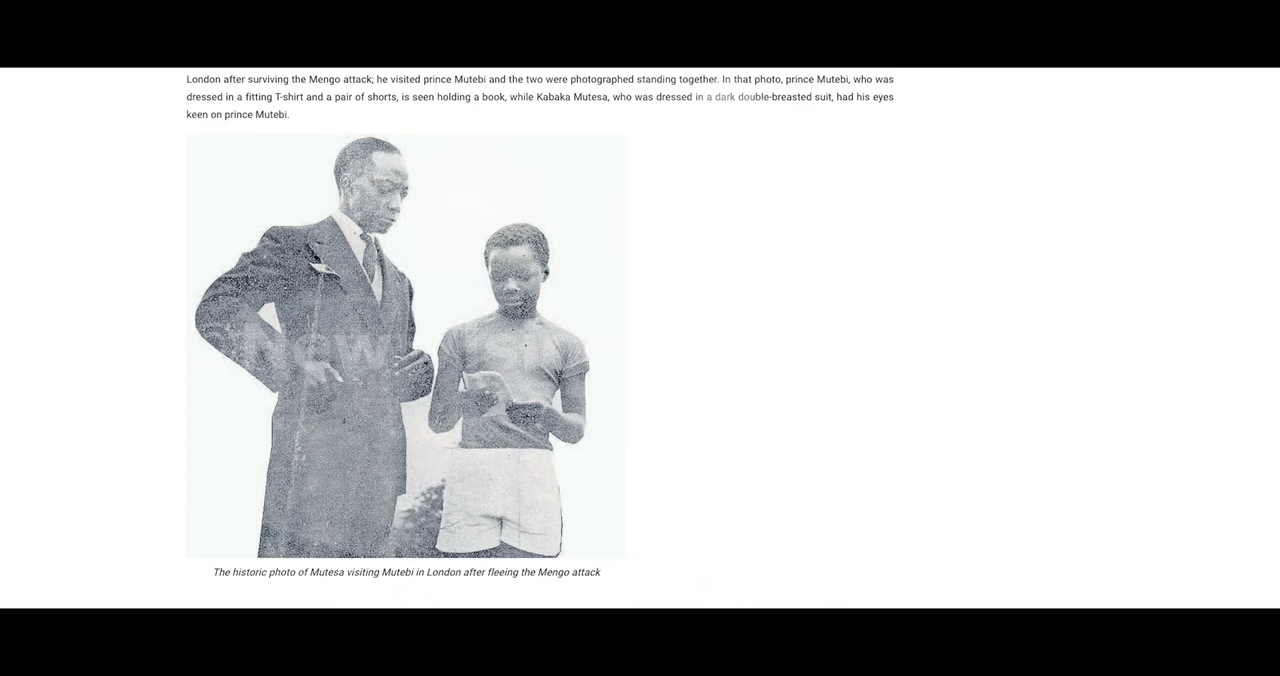 London after surviving the Mengo attack; he visited prince Mutebi and the two were photographed standing together. In that photo, prince Mutebi, who was
dressed in a fitting T-shirt and a pair of shorts, is seen holding a book, while Kabaka Mutesa, who was dressed in a dark double-breasted suit, had his eyes
keen on prince Mutebi.
New
The historic photo of Mutesa visiting Mutebi in London after fleeing the Mengo attack